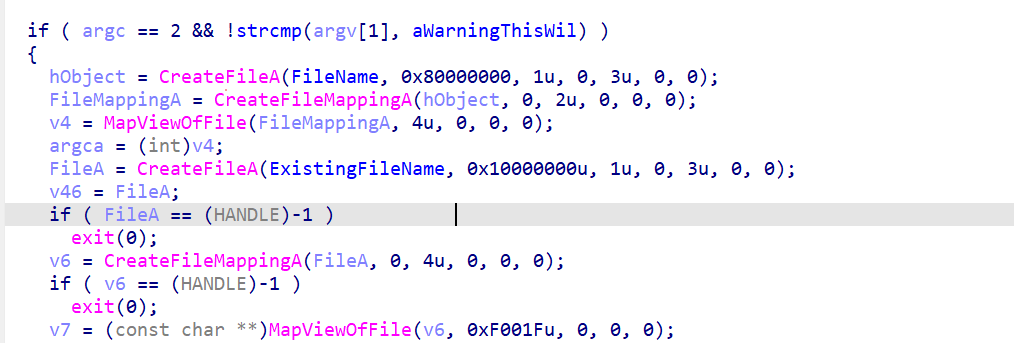 if ( argc == 2 && !strcmp(argv[1], aWarningThisWil) )
{
hObject = CreateFileA(FileName, 0x80000000, 1u, 0, 3u, 0, 0);
FileMappingA = CreateFileMappingA(hObject, 0, 2u, 0, 0, 0);
v4 = MapViewOfFile(FileMappingA, 4u, 0, 0, 0);
argca = (int)v4;
FileA = CreateFileA(ExistingFileName, 0x10000000u, 1u, 0, 3u, 0, 0);
v46 = FileA;
if ( FileA == (HANDLE)-1 )
exit(0);
v6 = CreateFileMappingA(FileA, 0, 4u, 0, 0, 0);
if ( v6 == (HANDLE)-1 )
exit(0);
v7 = (const char **)MapViewOfFile(v6, 0xF001Fu, 0, 0, 0);